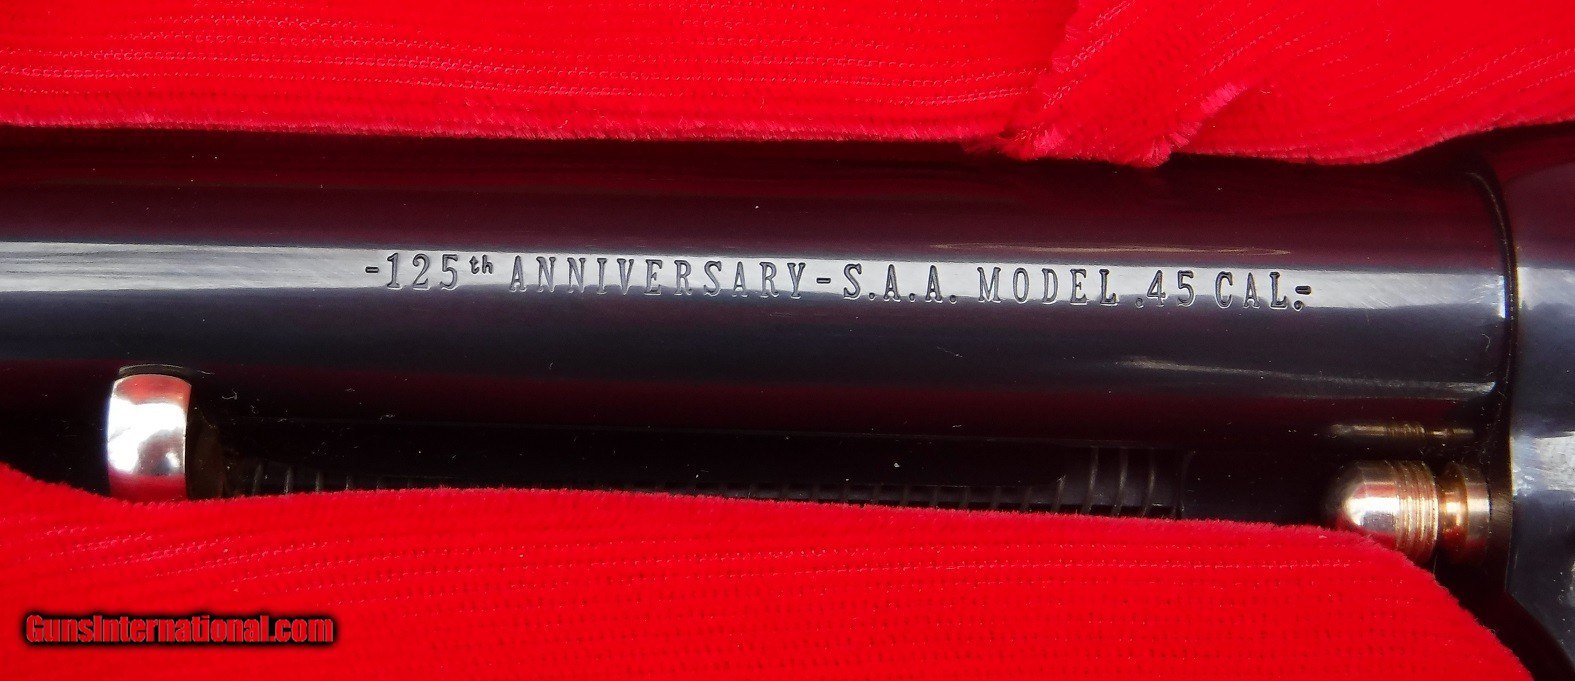 -125th ANNIVERSARY-S.A.A. MODEL .45 CAL.-
GunsInternational.com